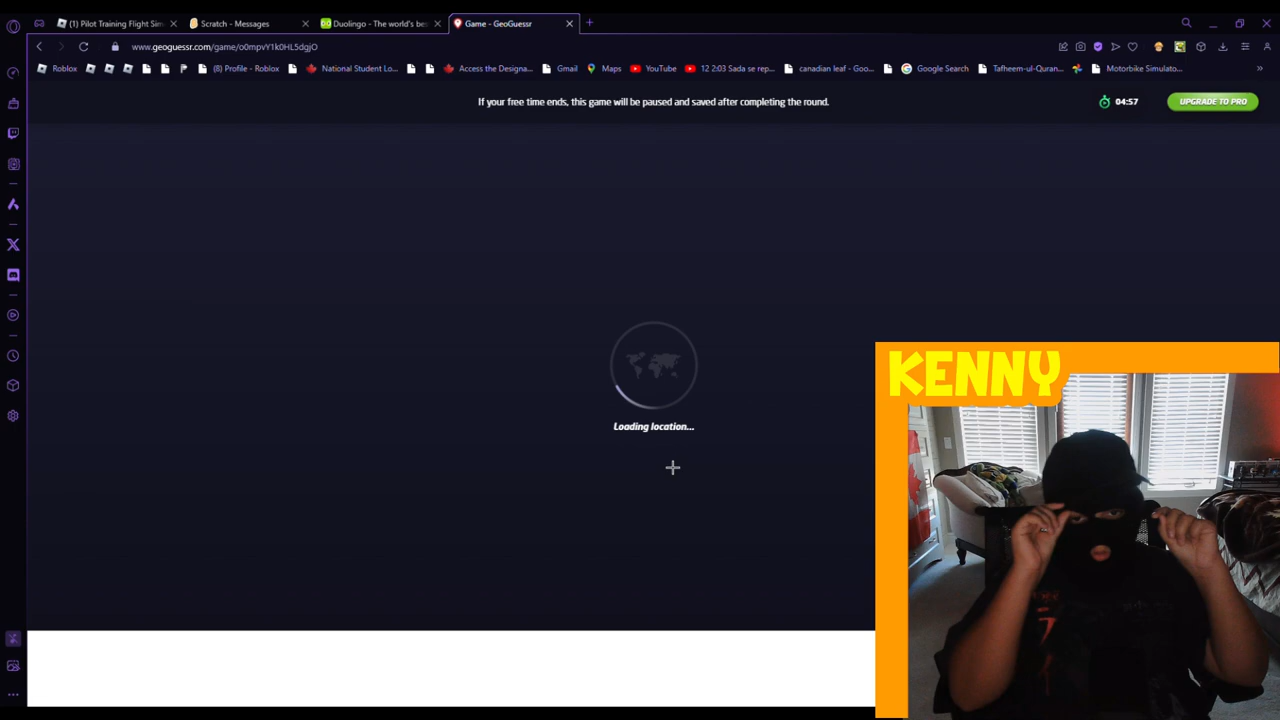 (1) Pilot Training Flight Sim
Scratch - Messages
Duolingo - The world's bes
Game - GeoGuessr
www.geoguessr.com/game/o0mpvY1k0HL5dgjO
Roblox
(8) Profile - Roblox
National Student Lo...
Access the Designa...
Gmail
Maps
YouTube
12 2:03 Sada se rep...
canadian leaf - Goo...
Google Search
Tafheem-ul-Quran...
Motorbike Simulato...
If your free time ends, this game will be paused and saved after completing the round.
04:57
UPGRADE TO PRO
Loading location...
KENNY